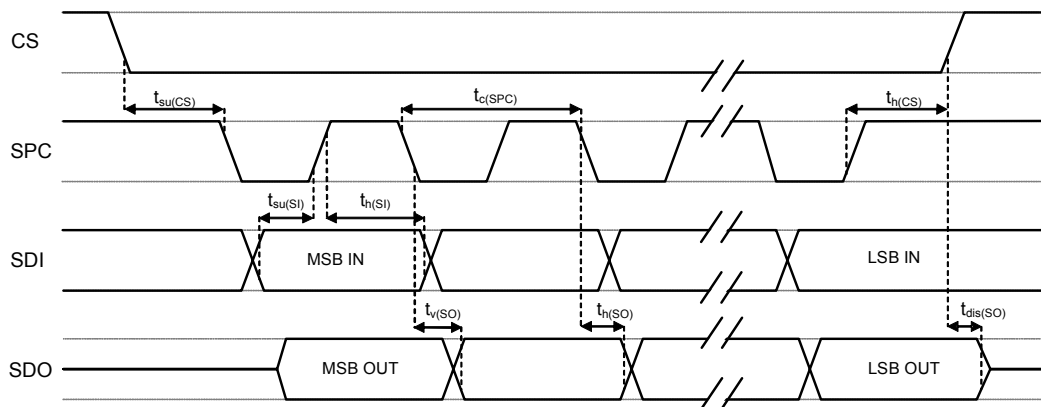 CS
t_su(CS)
t_c(SPC)
t_h(CS)
SPC
t_su(SI)
t_h(SI)
SDI
MSB IN
LSB IN
t_v(SO)
t_h(SO)
t_dis(SO)
SDO
MSB OUT
LSB OUT